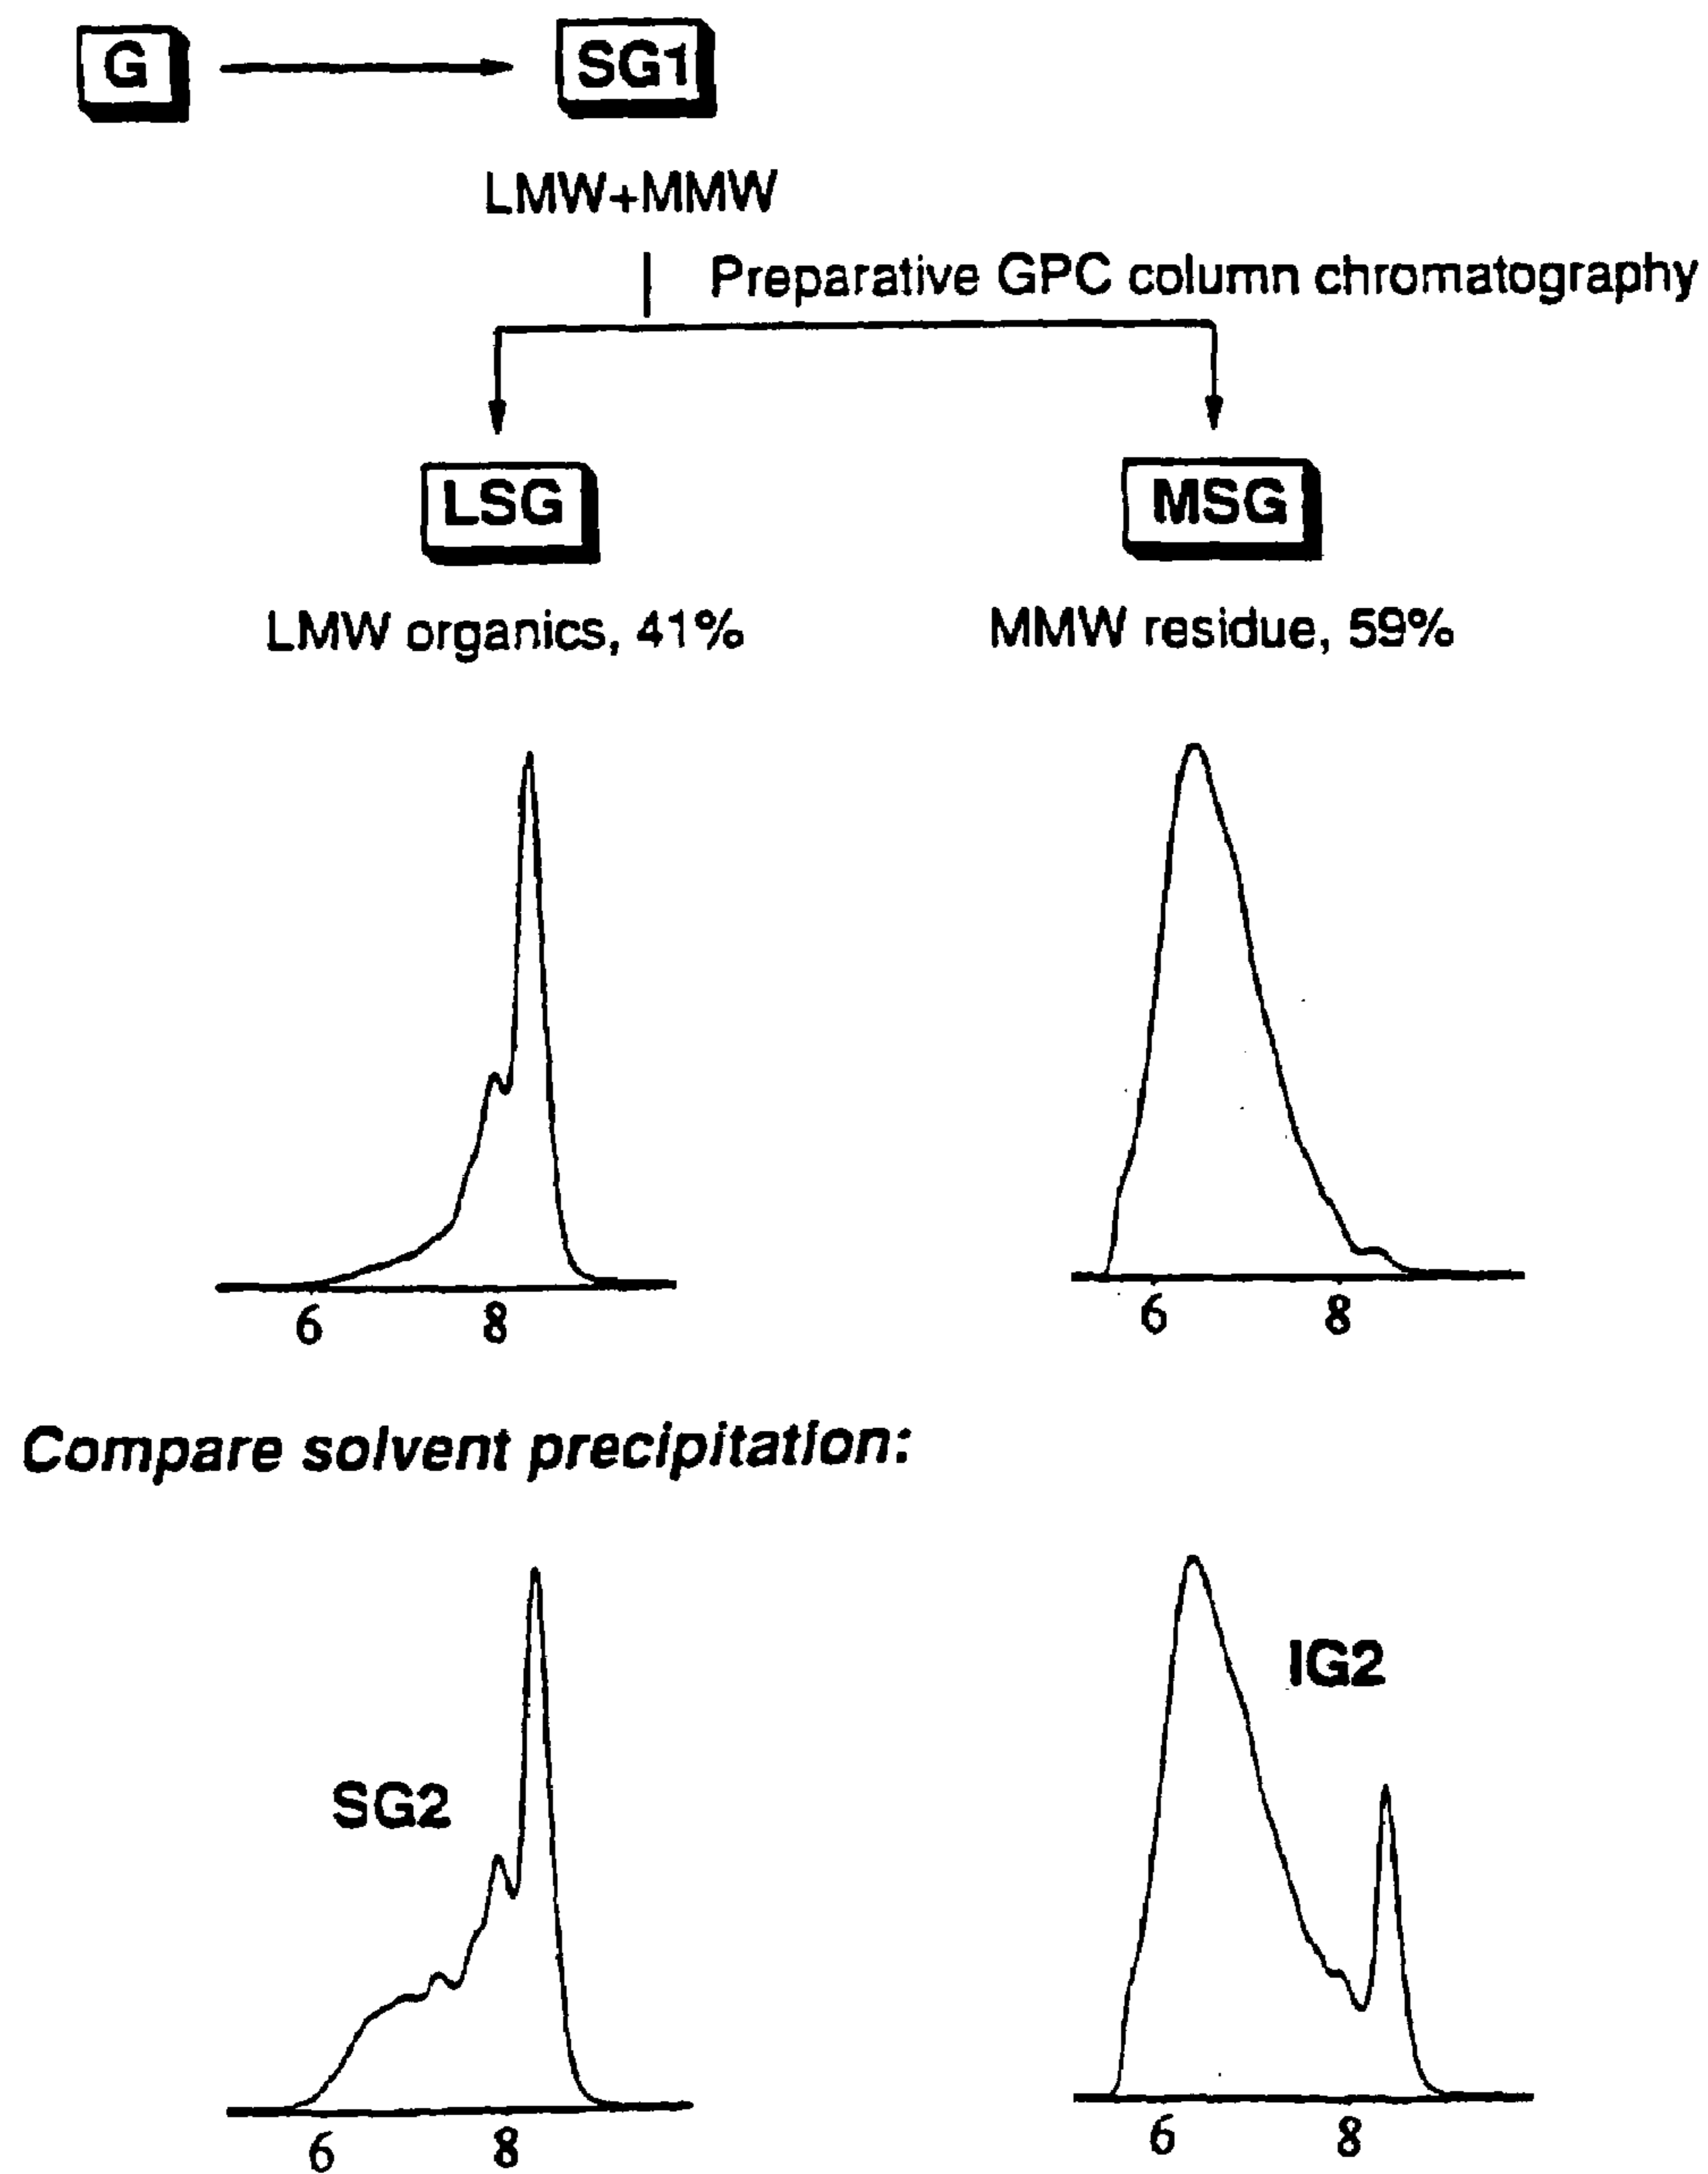 G SG1
LMW+MMW
Preparative GPC column chromatography
LSG MSG
LMW organics, 41% MMW residue, 59%
6 8 6 8
Compare solvent precipitation:
IG2
SG2
6 8 6 8